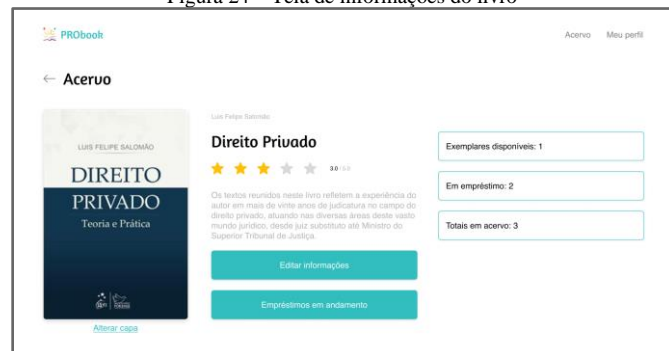 Figura 24 – Tela de informações do livro
PRObook
Acervo Meu perfil
← Acervo
LUIS FELIPE SALOMÃO
DIREITO
PRIVADO
Teoria e Prática
Alterar capa
Luis Felipe Salomão
Direito Privado
3.0 / 5.0
Os textos reunidos neste livro refletem a experiência do
autor em mais de vinte anos de judicatura no campo do
direito privado, atuando nas diversas áreas deste vasto
mundo jurídico, desde juiz substituto até Ministro do
Superior Tribunal de Justiça.
Editar informações
Empréstimos em andamento
Exemplares disponíveis: 1
Em empréstimo: 2
Totais em acervo: 3